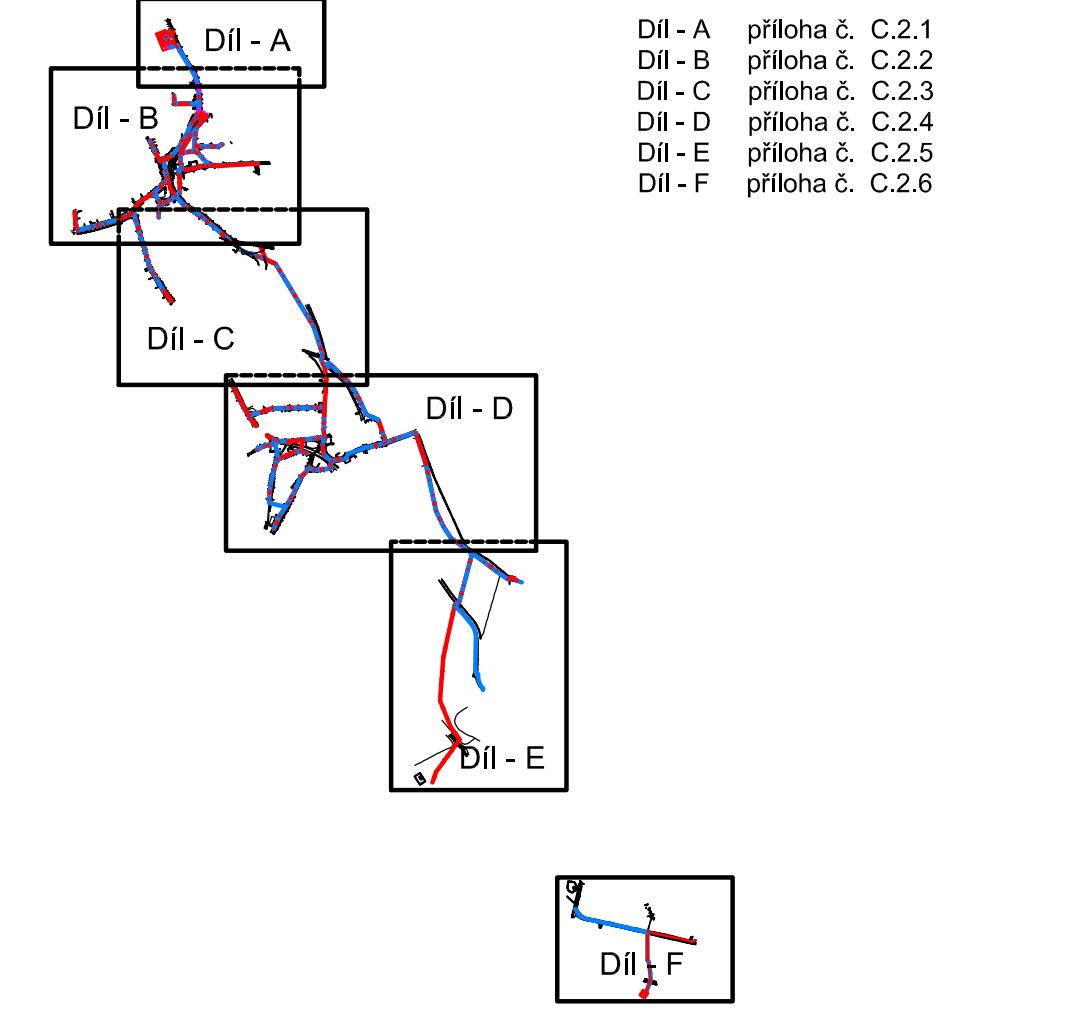 Díl - A příloha č. C.2.1
Díl - B příloha č. C.2.2
Díl - C příloha č. C.2.3
Díl - D příloha č. C.2.4
Díl - E příloha č. C.2.5
Díl - F příloha č. C.2.6
Díl - A
Díl - B
Díl - C
Díl - D
Díl - E
Díl - F